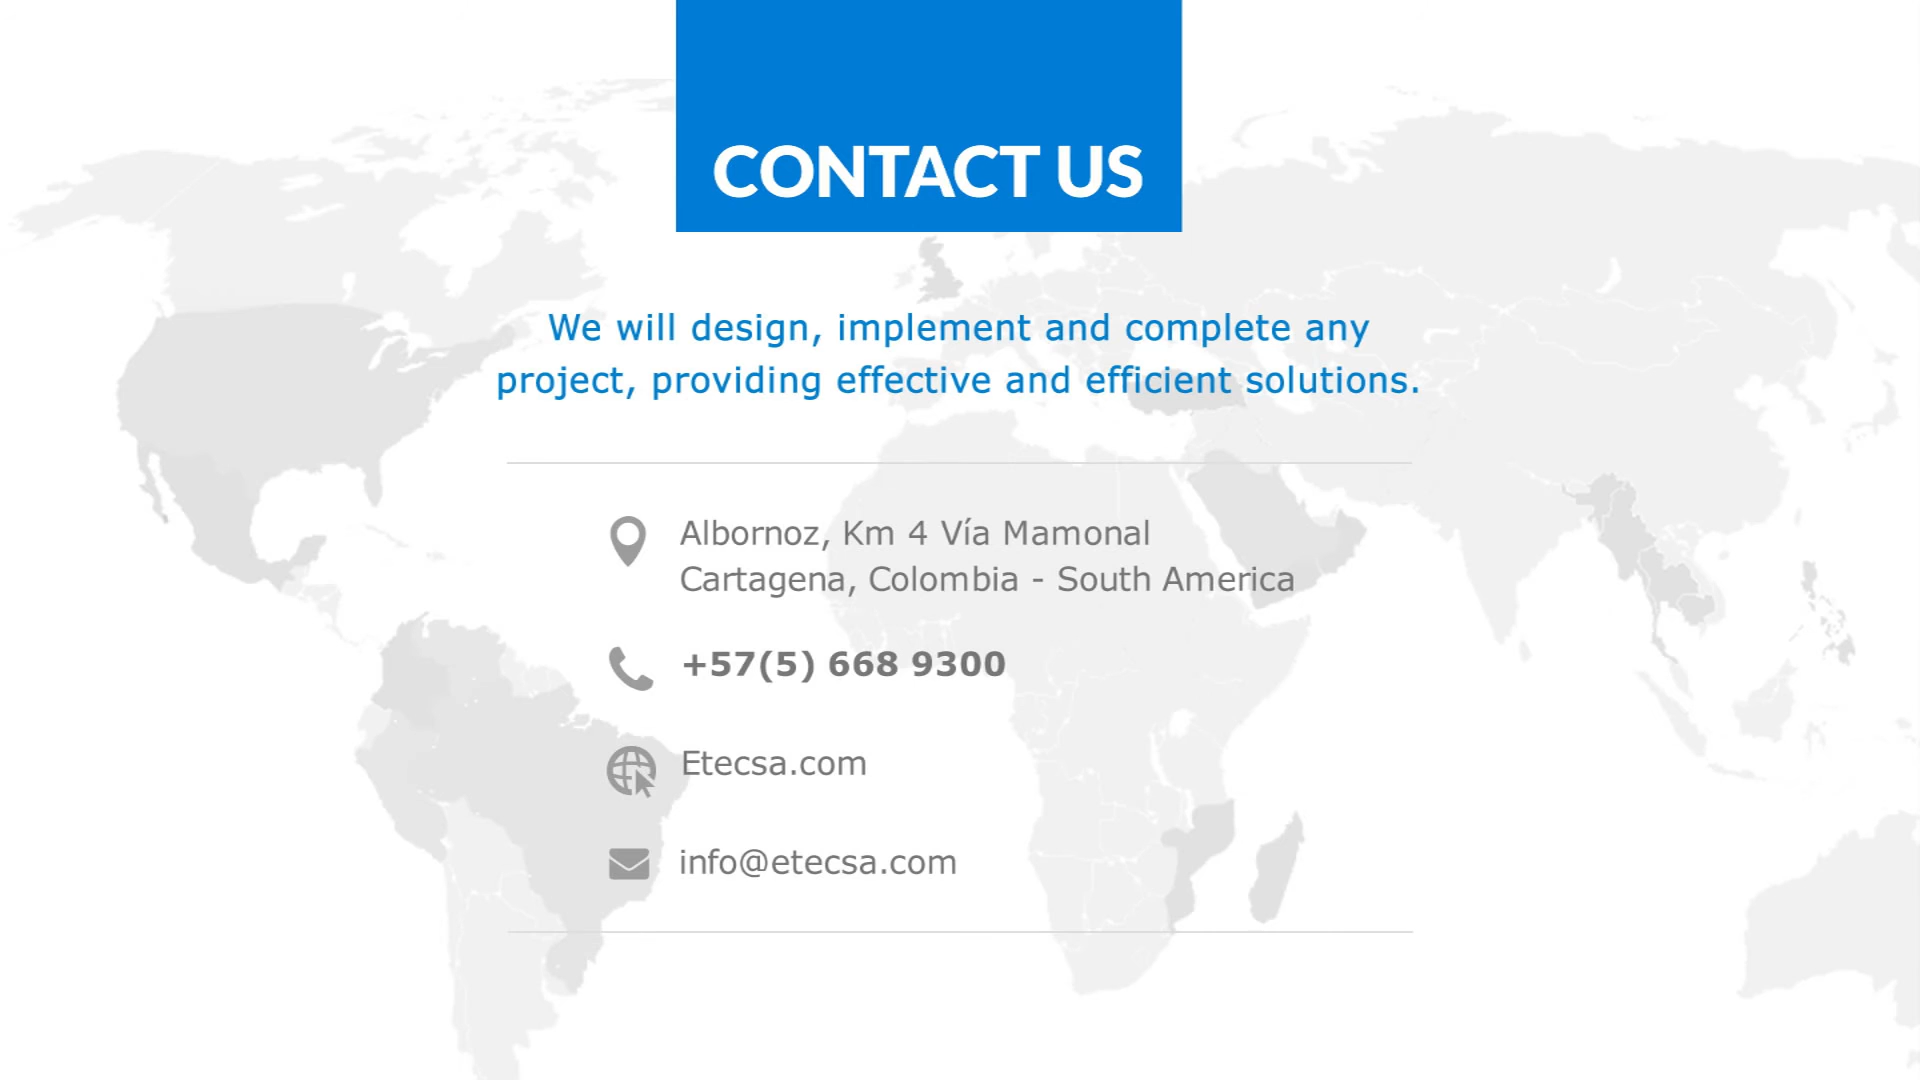 CONTACT US
We will design, implement and complete any
project, providing effective and efficient solutions.
Albornoz, Km 4 Vía Mamonal
Cartagena, Colombia - South America
+57(5) 668 9300
Etecsa.com
info@etecsa.com